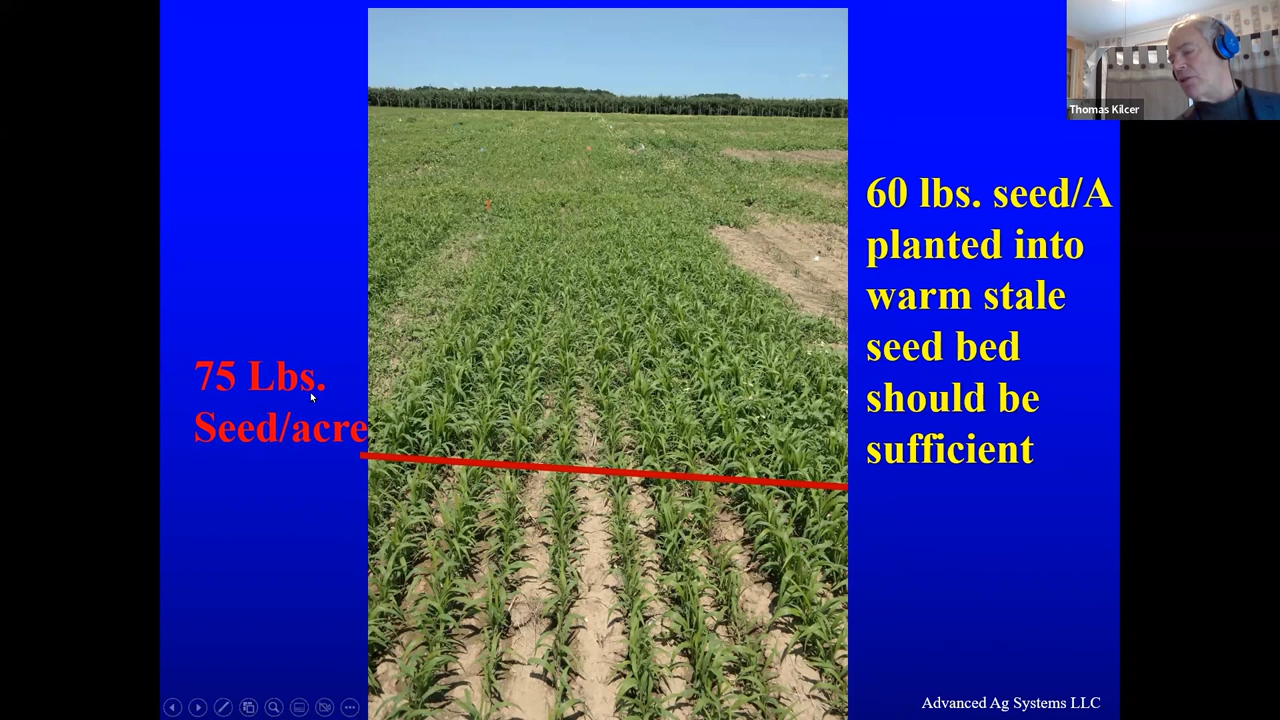 Thomas Kilcer
60 lbs. seed/A
planted into
warm stale
seed bed
should be
sufficient
75 Lbs.
Seed/acre
Advanced Ag Systems LLC